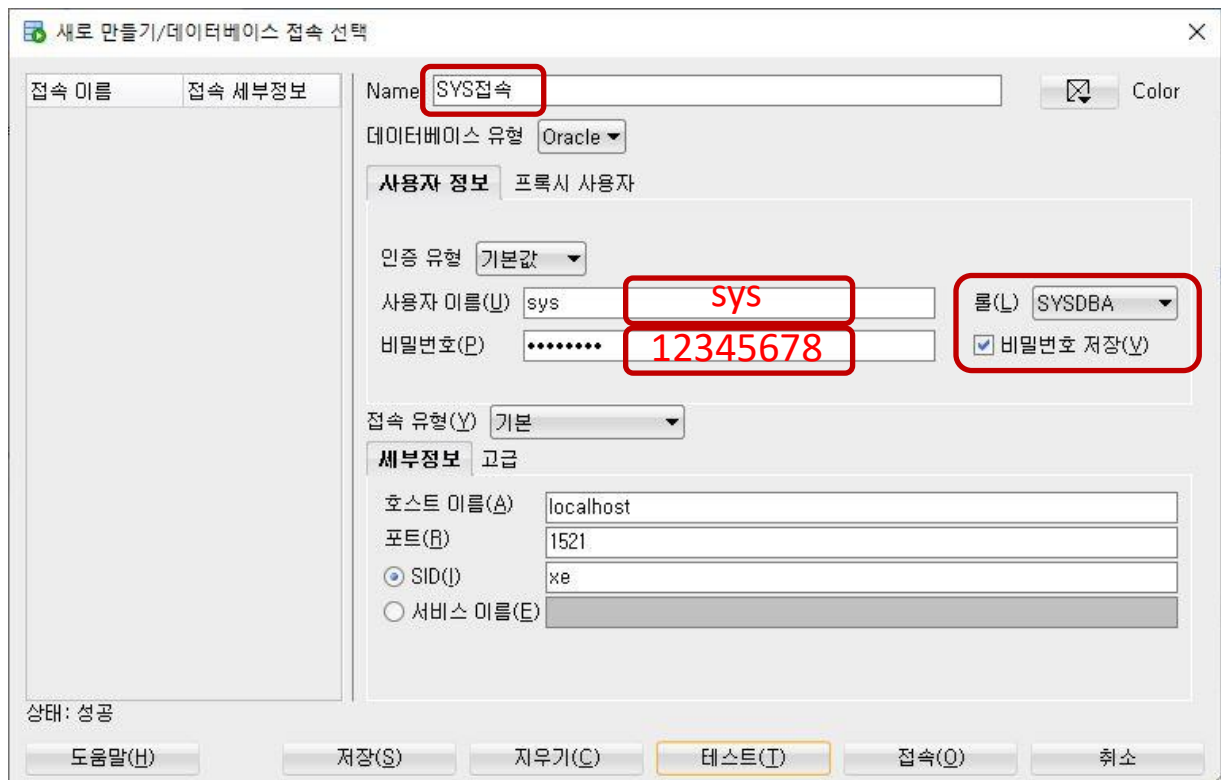 새로 만들기/데이터베이스 접속 선택
접속 이름 접속 세부정보
Name SYS접속 Color
데이터베이스 유형 Oracle
사용자 정보 프록시 사용자
인증 유형 기본값
사용자 이름(U) sys sys 롤(L) SYSDBA
비밀번호(P) •••••••• 12345678 비밀번호 저장(V)
접속 유형(Y) 기본
세부정보 고급
호스트 이름(A) localhost
포트(R) 1521
SID(I) xe
서비스 이름(E)
상태: 성공
도움말(H) 저장(S) 지우기(C) 테스트(T) 접속(O) 취소